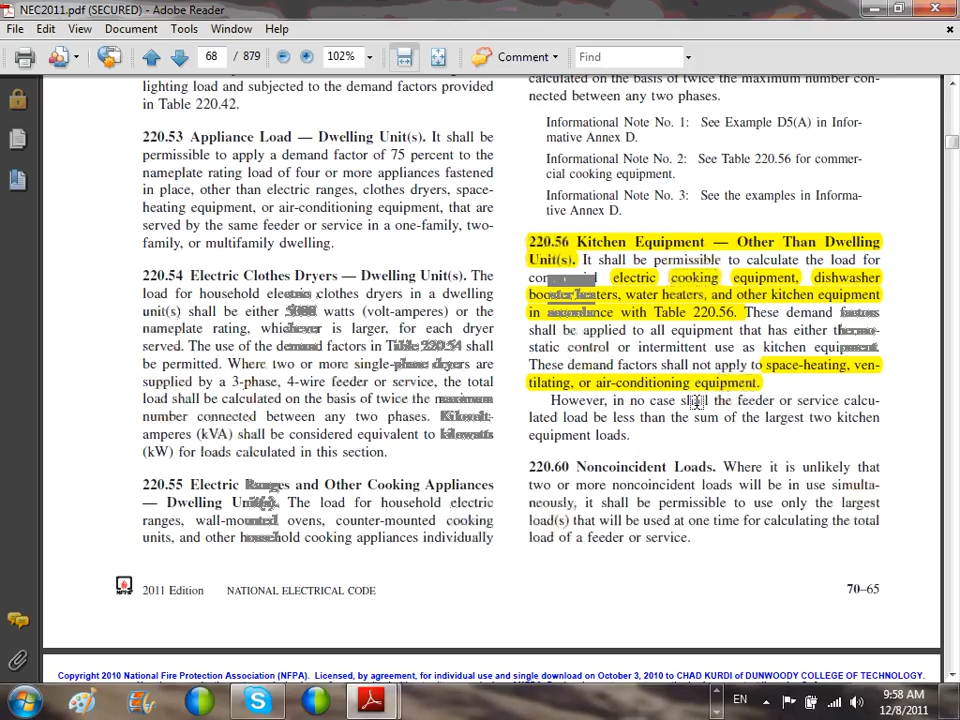 NEC2011.pdf (SECURED) - Adobe Reader
File Edit View Document Tools Window Help
68 / 879 102% Comment Find
lighting load and subjected to the demand factors provided
in Table 220.42.
220.53 Appliance Load — Dwelling Unit(s). It shall be
permissible to apply a demand factor of 75 percent to the
nameplate rating load of four or more appliances fastened
in place, other than electric ranges, clothes dryers, space-
heating equipment, or air-conditioning equipment, that are
served by the same feeder or service in a one-family, two-
family, or multifamily dwelling.
220.54 Electric Clothes Dryers — Dwelling Unit(s). The
load for household electric clothes dryers in a dwelling
unit(s) shall be either 5000 watts (volt-amperes) or the
nameplate rating, whichever is larger, for each dryer
served. The use of the demand factors in Table 220.54 shall
be permitted. Where two or more single-phase dryers are
supplied by a 3-phase, 4-wire feeder or service, the total
load shall be calculated on the basis of twice the maximum
number connected between any two phases. Kilovolt-
amperes (kVA) shall be considered equivalent to kilowatts
(kW) for loads calculated in this section.
220.55 Electric Ranges and Other Cooking Appliances
— Dwelling Unit(s). The load for household electric
ranges, wall-mounted ovens, counter-mounted cooking
units, and other household cooking appliances individually
calculated on the basis of twice the maximum number con-
nected between any two phases.
Informational Note No. 1: See Example D5(A) in Infor-
mative Annex D.
Informational Note No. 2: See Table 220.56 for commer-
cial cooking equipment.
Informational Note No. 3: See the examples in Informa-
tive Annex D.
220.56 Kitchen Equipment — Other Than Dwelling
Unit(s). It shall be permissible to calculate the load for
electric cooking equipment, dishwasher
heaters, water heaters, and other kitchen equipment
in accordance with Table 220.56. These demand factors
shall be applied to all equipment that has either thermo-
static control or intermittent use as kitchen equipment.
These demand factors shall not apply to space-heating, ven-
tilating, or air-conditioning equipment.
However, in no case shall the feeder or service calcu-
lated load be less than the sum of the largest two kitchen
equipment loads.
220.60 Noncoincident Loads. Where it is unlikely that
two or more noncoincident loads will be in use simulta-
neously, it shall be permissible to use only the largest
load(s) that will be used at one time for calculating the total
load of a feeder or service.
NFPA 2011 Edition NATIONAL ELECTRICAL CODE 70–65
Copyright 2010 National Fire Protection Association (NFPA). Licensed, by agreement, for individual use and single download on October 3, 2010 to CHAD KURDI of DUNWOODY COLLEGE OF TECHNOLOGY.
EN 9:58 AM
12/8/2011